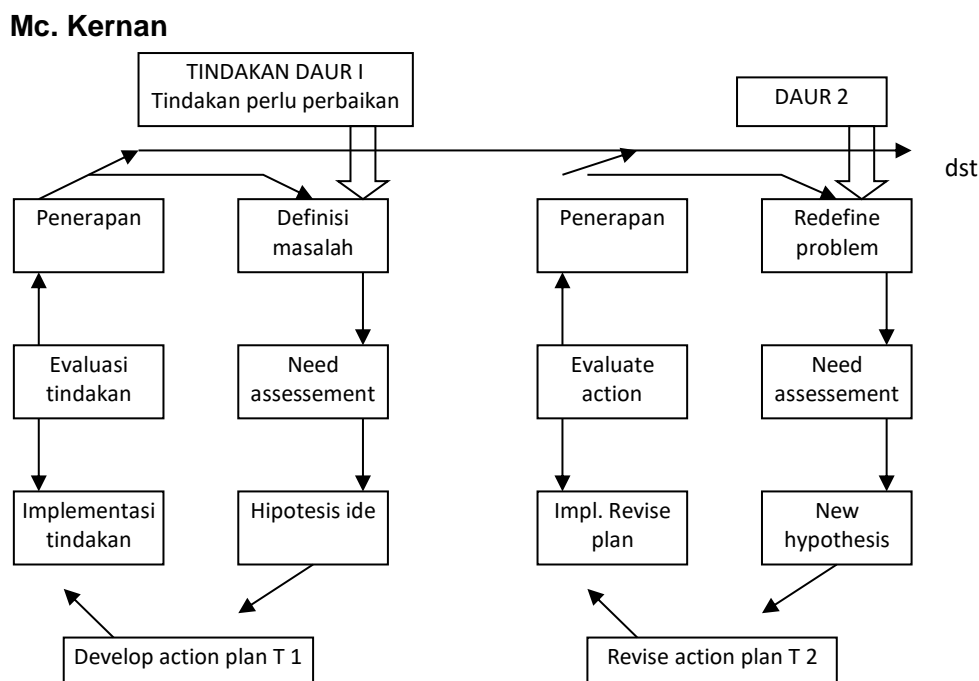 Mc. Kernan
TINDAKAN DAUR I
Tindakan perlu perbaikan
DAUR 2
dst
Penerapan
Definisi
masalah
Penerapan
Redefine
problem
Evaluasi
tindakan
Need
assessement
Evaluate
action
Need
assessement
Implementasi
tindakan
Hipotesis ide
Impl. Revise
plan
New
hypothesis
Develop action plan T 1
Revise action plan T 2